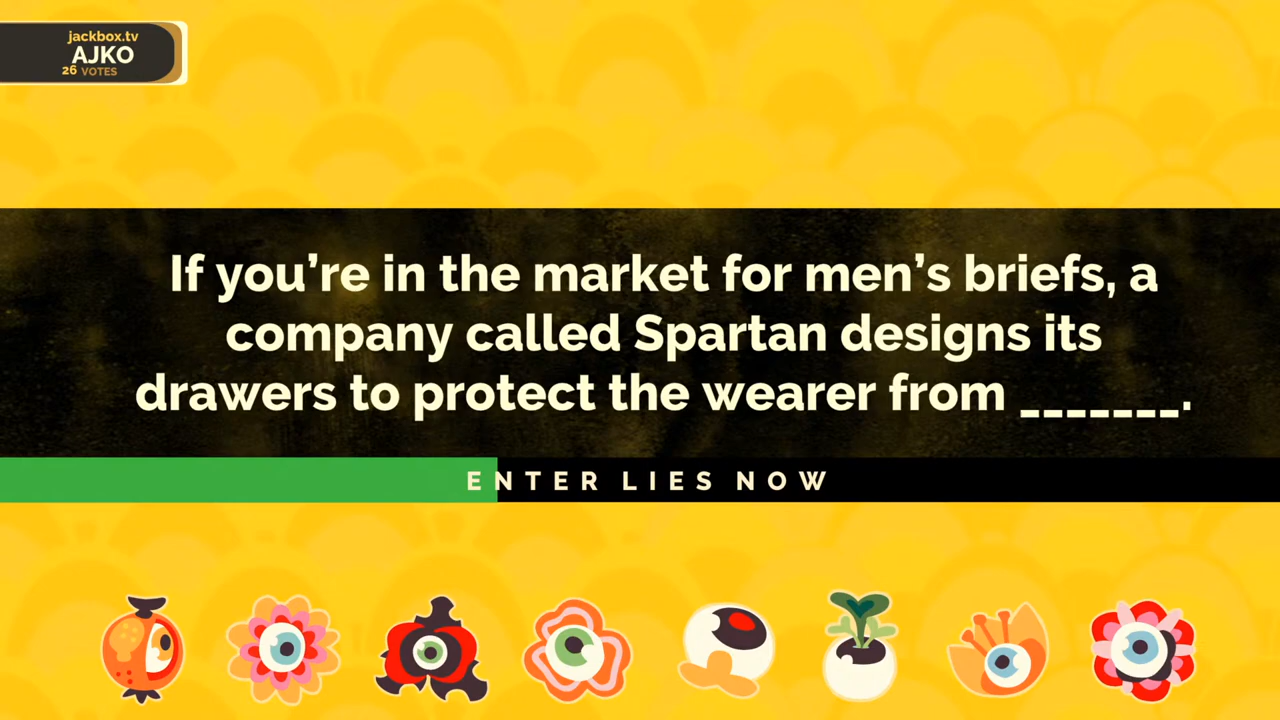 jackbox.tv
AJKO
26 VOTES
If you’re in the market for men’s briefs, a
company called Spartan designs its
drawers to protect the wearer from _______.
ENTER LIES NOW